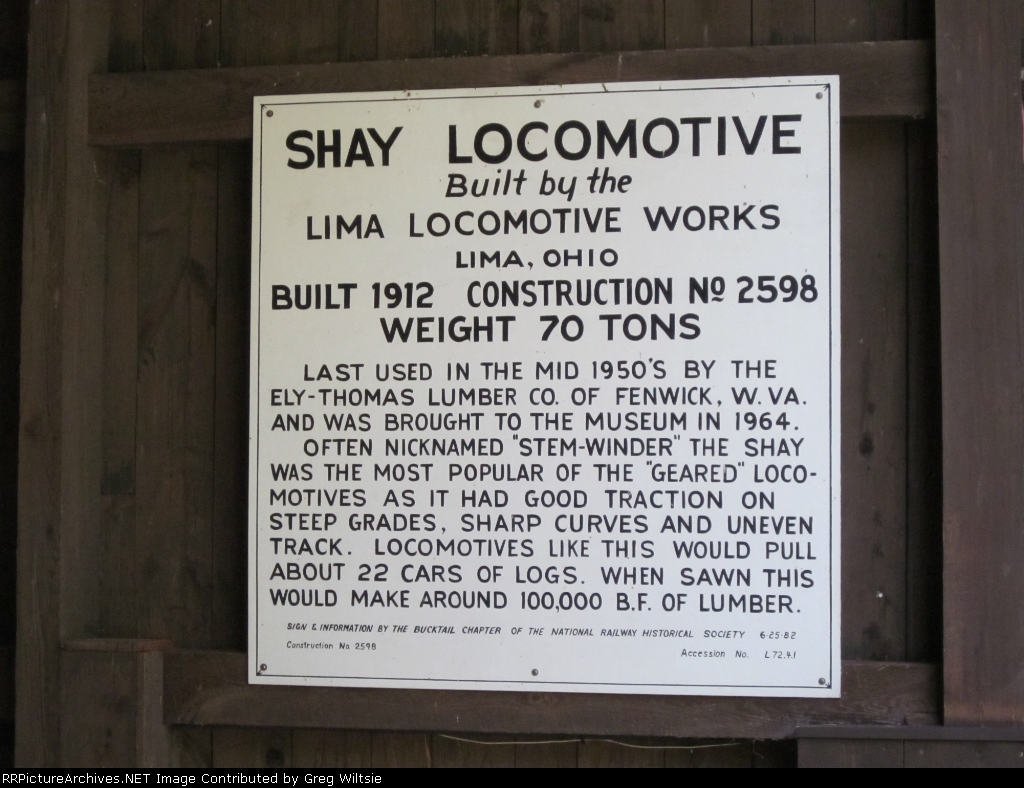 SHAY LOCOMOTIVE
Built by the
LIMA LOCOMOTIVE WORKS
LIMA, OHIO
BUILT 1912 CONSTRUCTION Nº 2598
WEIGHT 70 TONS
LAST USED IN THE MID 1950'S BY THE
ELY-THOMAS LUMBER CO. OF FENWICK, W. VA.
AND WAS BROUGHT TO THE MUSEUM IN 1964.
OFTEN NICKNAMED "STEM-WINDER" THE SHAY
WAS THE MOST POPULAR OF THE "GEARED" LOCO-
MOTIVES AS IT HAD GOOD TRACTION ON
STEEP GRADES, SHARP CURVES AND UNEVEN
TRACK. LOCOMOTIVES LIKE THIS WOULD PULL
ABOUT 22 CARS OF LOGS. WHEN SAWN THIS
WOULD MAKE AROUND 100,000 B.F. OF LUMBER.
SIGN & INFORMATION BY THE BUCKTAIL CHAPTER OF THE NATIONAL RAILWAY HISTORICAL SOCIETY 6-25-82
Construction No. 2598
Accession No. L72.4.1
RRPictureArchives.NET Image Contributed by Greg Wiltsie